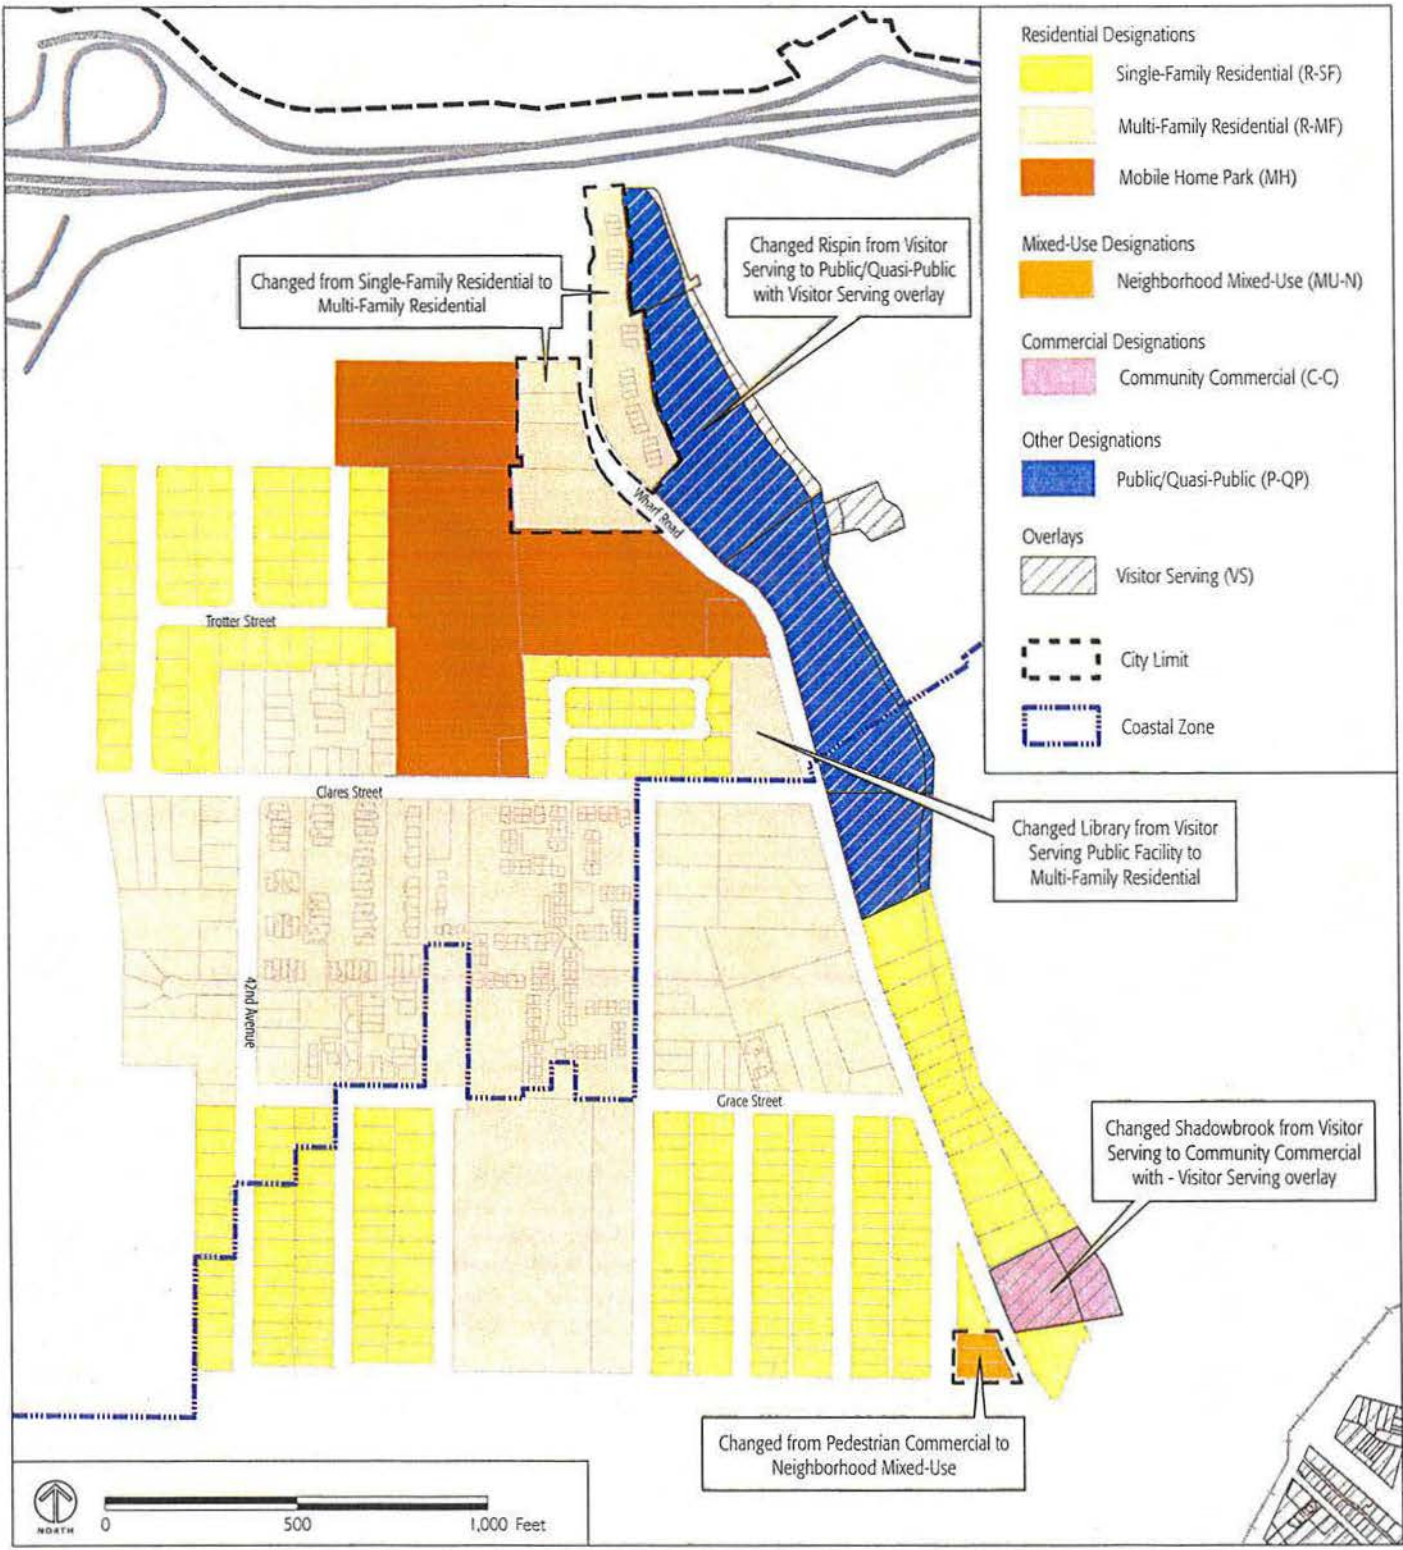 Residential Designations
Single-Family Residential (R-SF)
Multi-Family Residential (R-MF)
Mobile Home Park (MH)
Mixed-Use Designations
Neighborhood Mixed-Use (MU-N)
Commercial Designations
Community Commercial (C-C)
Other Designations
Public/Quasi-Public (P-QP)
Overlays
Visitor Serving (VS)
City Limit
Coastal Zone
Changed Rispin from Visitor
Serving to Public/Quasi-Public
with Visitor Serving overlay
Changed from Single-Family Residential to
Multi-Family Residential
Wharf Road
Trotter Street
Clares Street
Changed Library from Visitor
Serving Public Facility to
Multi-Family Residential
42nd Avenue
Grace Street
Changed Shadowbrook from Visitor
Serving to Community Commercial
with - Visitor Serving overlay
Changed from Pedestrian Commercial to
Neighborhood Mixed-Use
NORTH
0 500 1,000 Feet